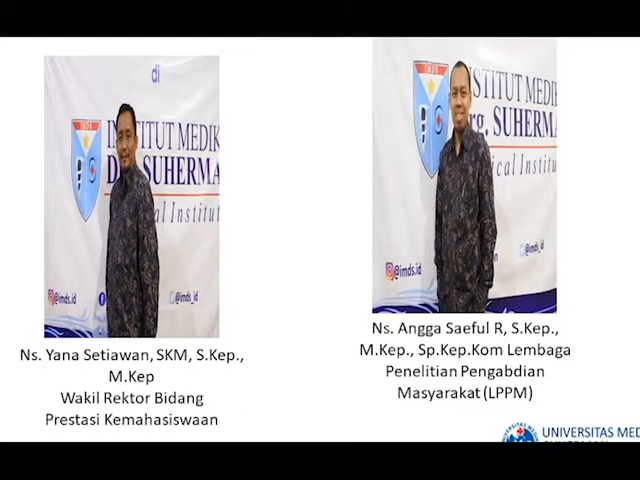 di
IMDS
INSTITUT MEDIK
SUHERMA
cal Institut
@imds.id
@imds_id
Ns. Yana Setiawan, SKM, S.Kep.,
M.Kep
Wakil Rektor Bidang
Prestasi Kemahasiswaan
IMDS
INSTITUT MEDIK
rg. SUHERMA
ical Institu
@imds.id
@imds_id
Ns. Angga Saeful R, S.Kep.,
M.Kep., Sp.Kep.Kom Lembaga
Penelitian Pengabdian
Masyarakat (LPPM)
UNIVERSITAS MED